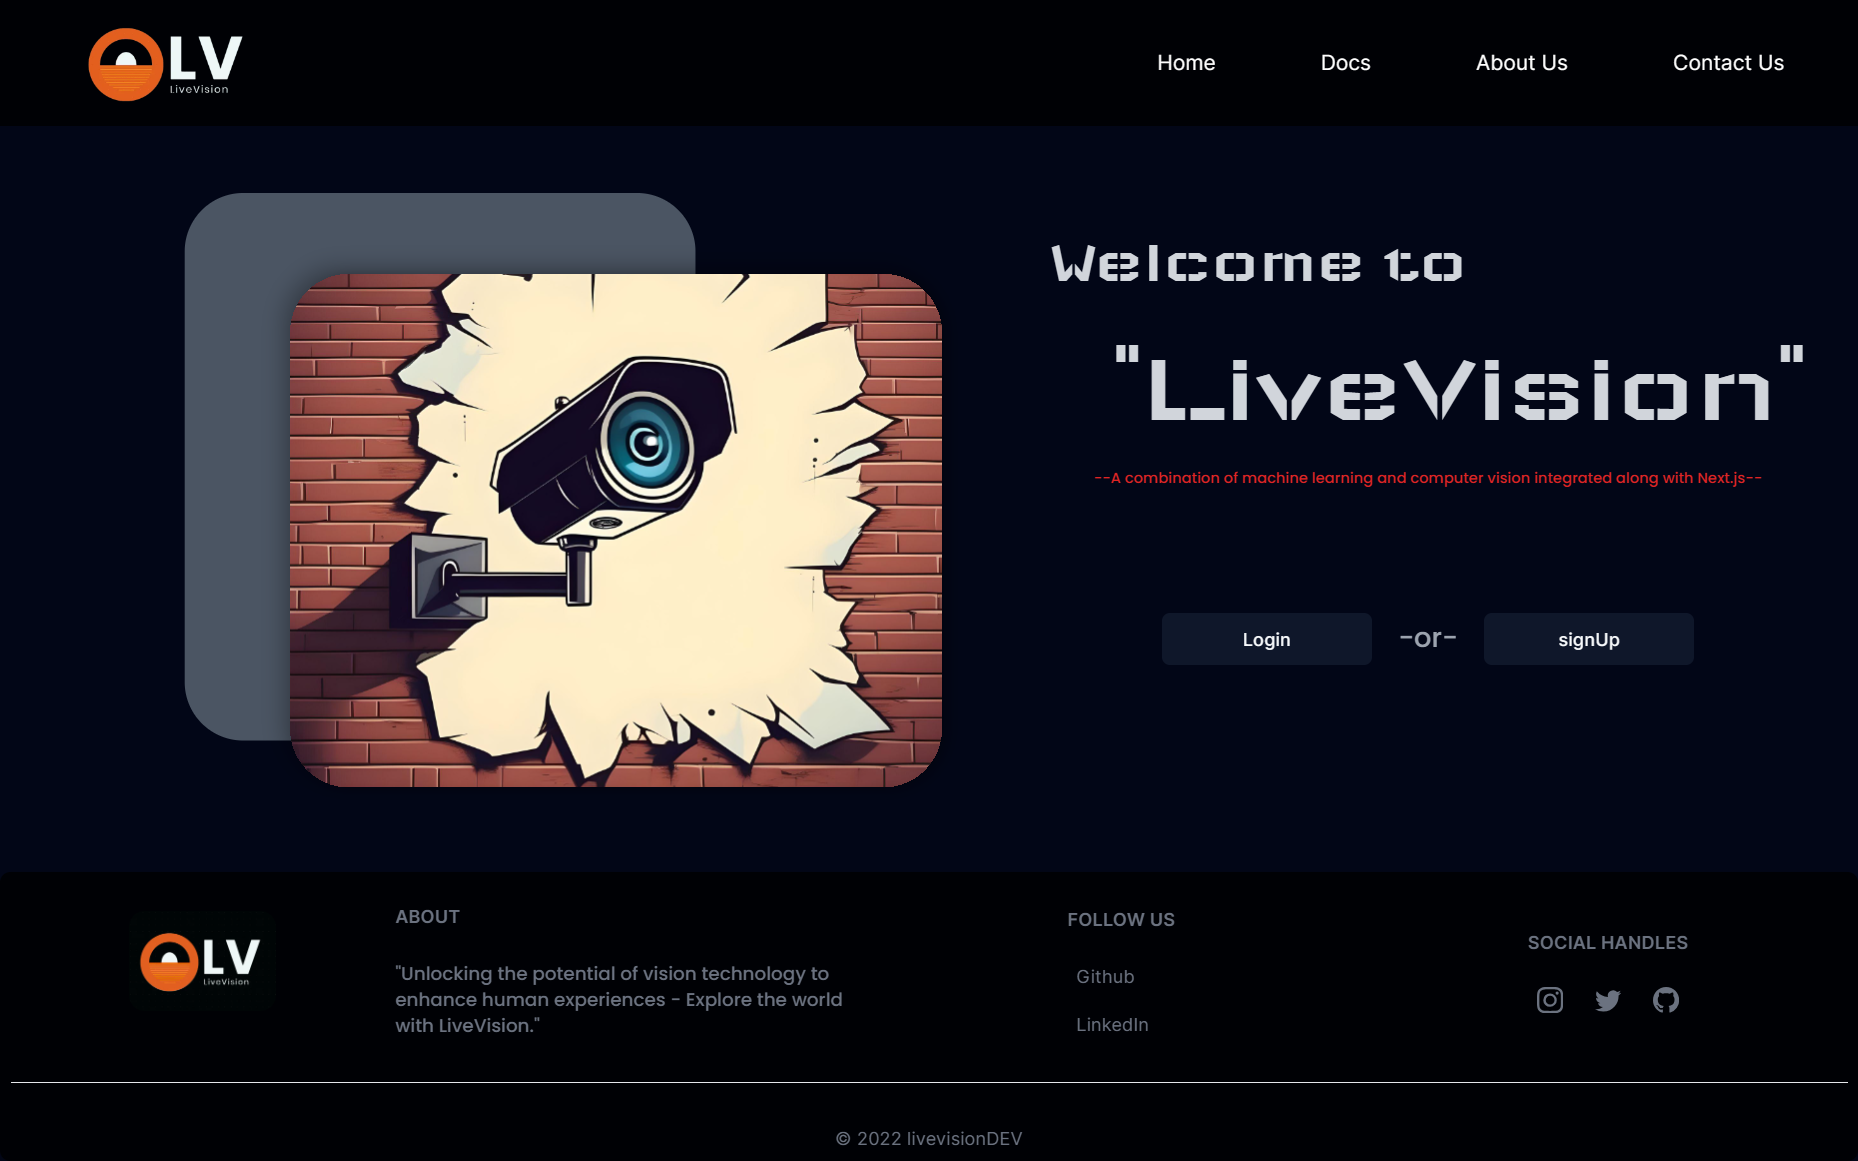 LV
LiveVision
Home
Docs
About Us
Contact Us
Welcome to
"LiveVision"
--A combination of machine learning and computer vision integrated along with Next.js--
Login
-or-
signUp
LV
LiveVision
ABOUT
"Unlocking the potential of vision technology to
enhance human experiences - Explore the world
with LiveVision."
FOLLOW US
Github
LinkedIn
SOCIAL HANDLES
© 2022 livevisionDEV